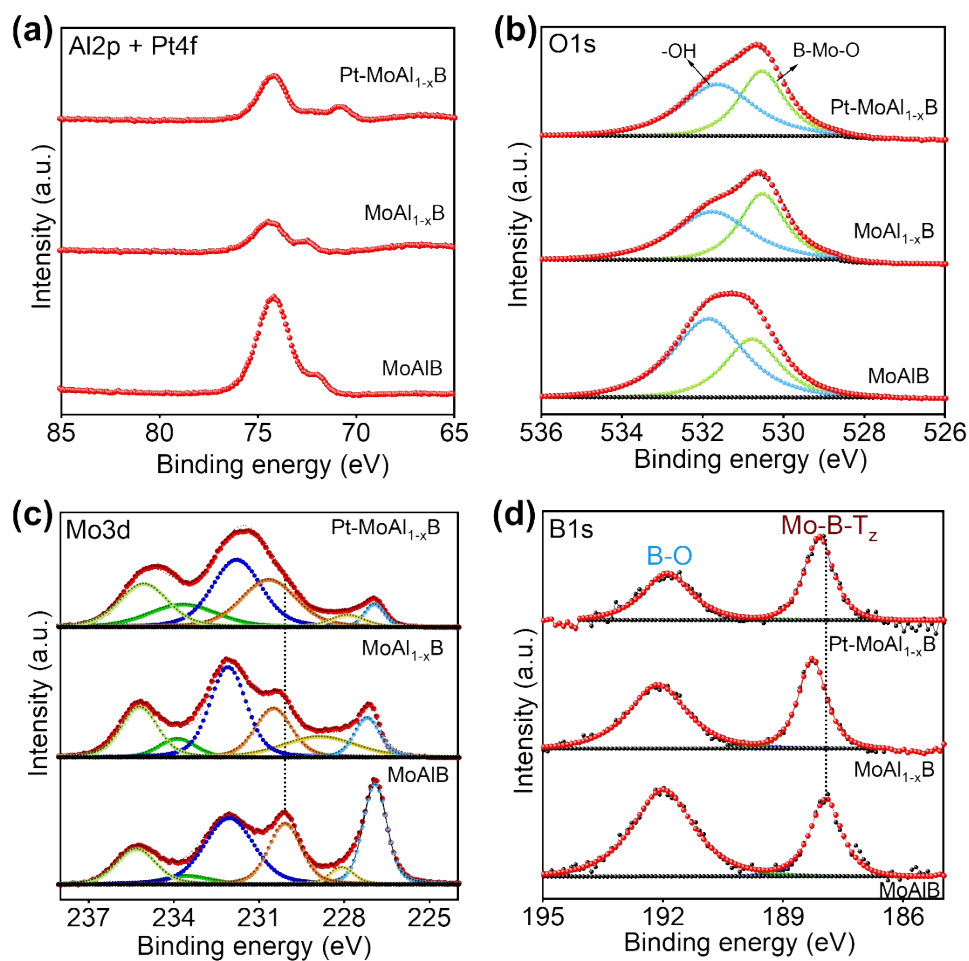 (a)
Al2p + Pt4f
Pt-MoAl1-xB
MoAl1-xB
MoAlB
Intensity (a.u.)
85 80 75 70 65
Binding energy (eV)
(b)
O1s
-OH
B-Mo-O
Pt-MoAl1-xB
MoAl1-xB
MoAlB
Intensity (a.u.)
536 534 532 530 528 526
Binding energy (eV)
(c)
Mo3d
Pt-MoAl1-xB
MoAl1-xB
MoAlB
Intensity (a.u.)
237 234 231 228 225
Binding energy (eV)
(d)
B1s
Mo-B-Tz
B-O
Pt-MoAl1-xB
MoAl1-xB
MoAlB
Intensity (a.u.)
195 192 189 186
Binding energy (eV)